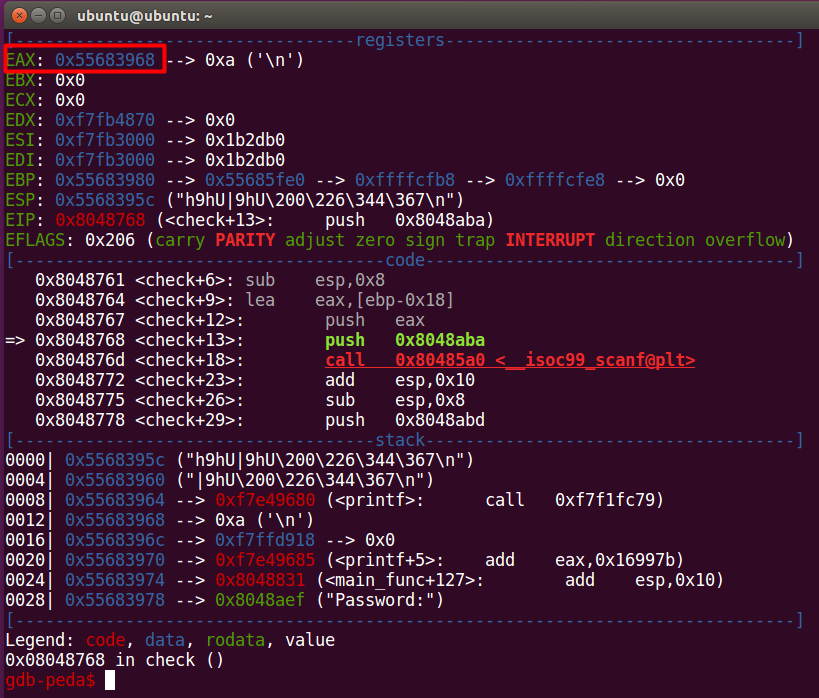 ubuntu@ubuntu: ~
[----------------------------------registers-----------------------------------]
EAX: 0x55683968 --> 0xa ('\n')
EBX: 0x0
ECX: 0x0
EDX: 0xf7fb4870 --> 0x0
ESI: 0xf7fb3000 --> 0x1b2db0
EDI: 0xf7fb3000 --> 0x1b2db0
EBP: 0x55683980 --> 0x55685fe0 --> 0xffffcfb8 --> 0xffffcfe8 --> 0x0
ESP: 0x5568395c ("h9hU|9hU\200\226\344\367\n")
EIP: 0x8048768 (<check+13>:	push   0x8048aba)
EFLAGS: 0x206 (carry PARITY adjust zero sign trap INTERRUPT direction overflow)
[-------------------------------------code-------------------------------------]
   0x8048761 <check+6>:	sub    esp,0x8
   0x8048764 <check+9>:	lea    eax,[ebp-0x18]
   0x8048767 <check+12>:	push   eax
=> 0x8048768 <check+13>:	push   0x8048aba
   0x804876d <check+18>:	call   0x80485a0 <__isoc99_scanf@plt>
   0x8048772 <check+23>:	add    esp,0x10
   0x8048775 <check+26>:	sub    esp,0x8
   0x8048778 <check+29>:	push   0x8048abd
[------------------------------------stack-------------------------------------]
0000| 0x5568395c ("h9hU|9hU\200\226\344\367\n")
0004| 0x55683960 ("|9hU\200\226\344\367\n")
0008| 0x55683964 --> 0xf7e49680 (<printf>:	call   0xf7f1fc79)
0012| 0x55683968 --> 0xa ('\n')
0016| 0x5568396c --> 0xf7ffd918 --> 0x0
0020| 0x55683970 --> 0xf7e49685 (<printf+5>:	add    eax,0x16997b)
0024| 0x55683974 --> 0x8048831 (<main_func+127>:	add    esp,0x10)
0028| 0x55683978 --> 0x8048aef ("Password:")
[------------------------------------------------------------------------------]
Legend: code, data, rodata, value
0x08048768 in check ()
gdb-peda$